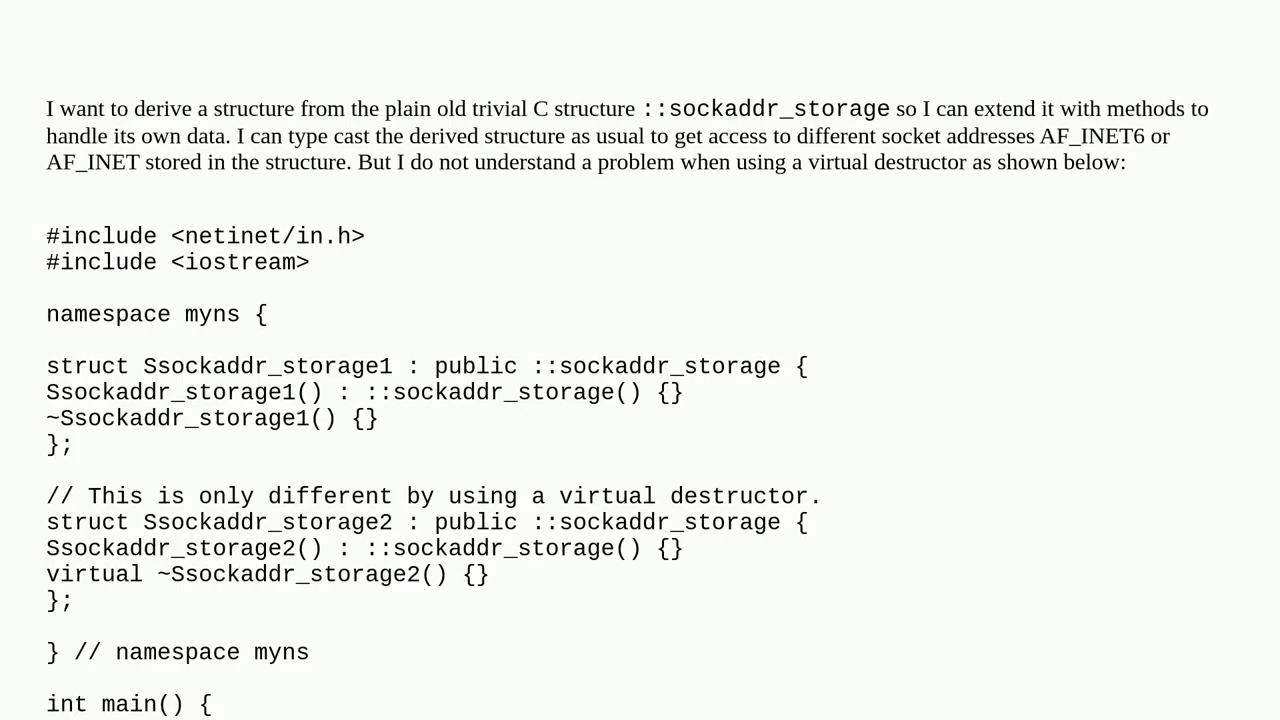 I want to derive a structure from the plain old trivial C structure ::sockaddr_storage so I can extend it with methods to
handle its own data. I can type cast the derived structure as usual to get access to different socket addresses AF_INET6 or
AF_INET stored in the structure. But I do not understand a problem when using a virtual destructor as shown below:
#include <netinet/in.h>
#include <iostream>
namespace myns {
struct Ssockaddr_storage1 : public ::sockaddr_storage {
Ssockaddr_storage1() : ::sockaddr_storage() {}
~Ssockaddr_storage1() {}
};
// This is only different by using a virtual destructor.
struct Ssockaddr_storage2 : public ::sockaddr_storage {
Ssockaddr_storage2() : ::sockaddr_storage() {}
virtual ~Ssockaddr_storage2() {}
};
} // namespace myns
int main() {